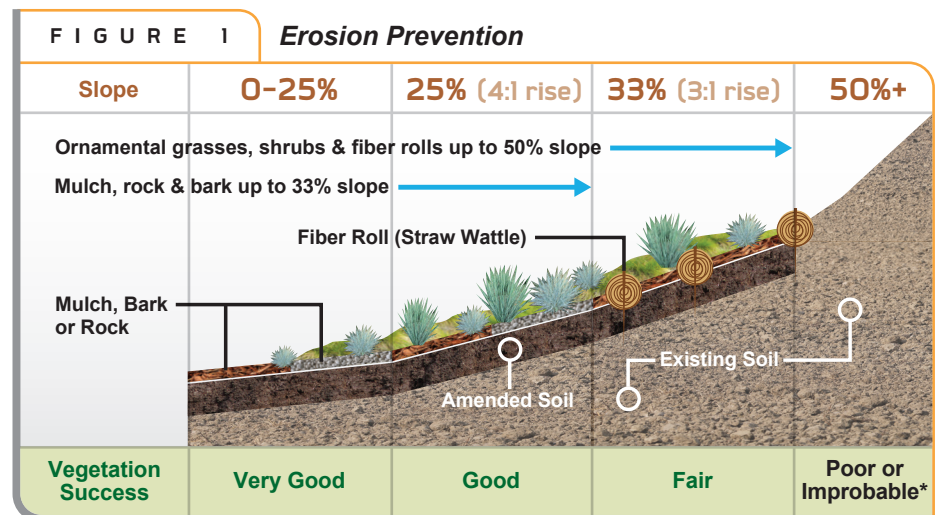 FIGURE 1 Erosion Prevention
Slope 0-25% 25% (4:1 rise) 33% (3:1 rise) 50%+
Ornamental grasses, shrubs & fiber rolls up to 50% slope
Mulch, rock & bark up to 33% slope
Fiber Roll (Straw Wattle)
Mulch, Bark
or Rock
Existing Soil
Amended Soil
Vegetation
Success
Very Good
Good
Fair
Poor or
Improbable*